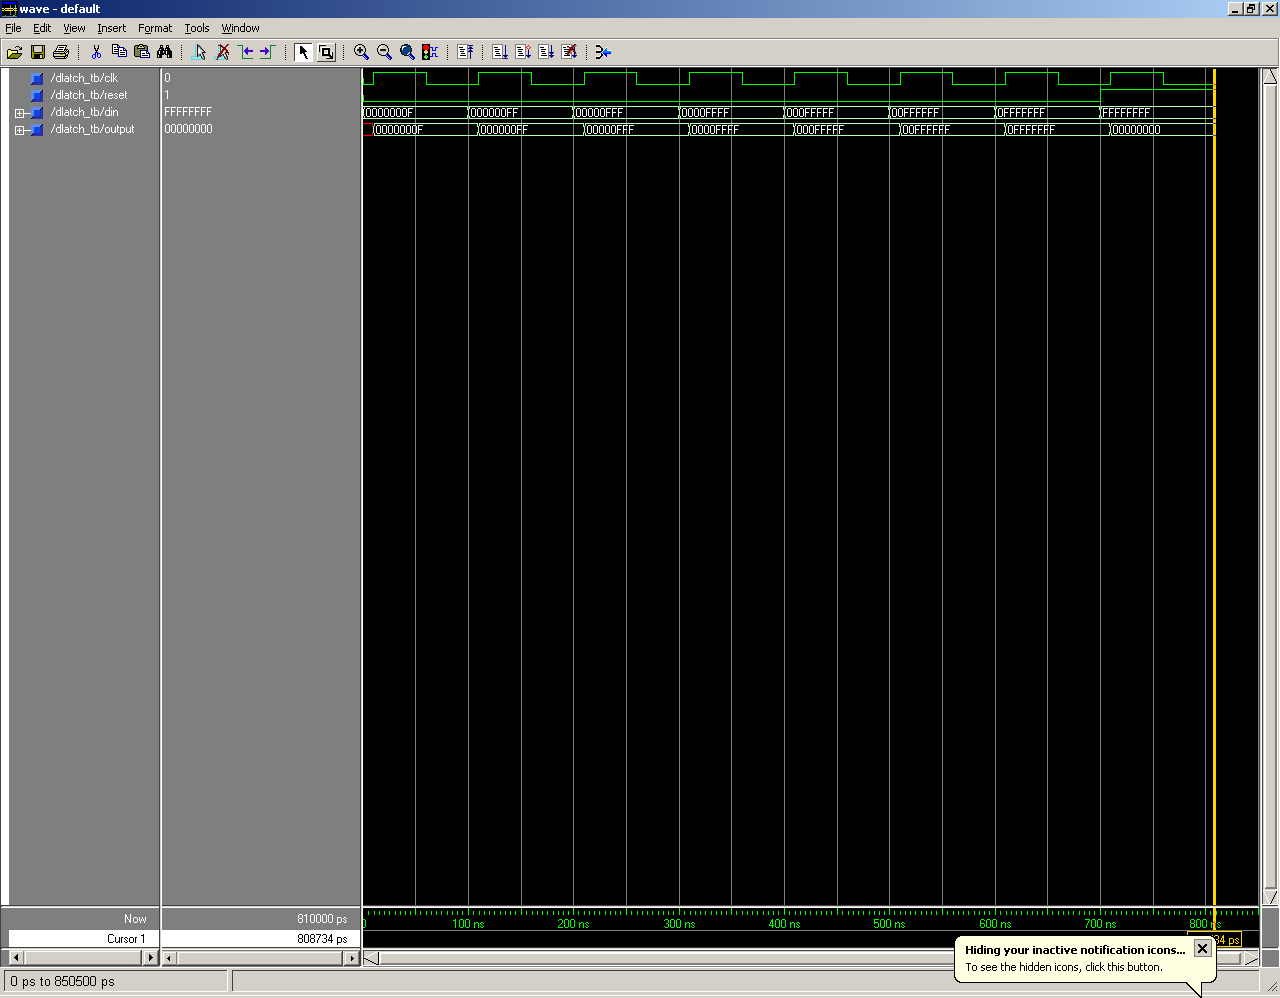 wave - default
File Edit View Insert Format Tools Window
/dlatch_tb/clk 0
/dlatch_tb/reset 1
/dlatch_tb/din FFFFFFFF 0000000F 000000FF 00000FFF 0000FFFF 000FFFFF 00FFFFFF 0FFFFFFF FFFFFFFF
/dlatch_tb/output 00000000 0000000F 000000FF 00000FFF 0000FFFF 000FFFFF 00FFFFFF 0FFFFFFF 00000000
Now 810000 ps 0 100 ns 200 ns 300 ns 400 ns 500 ns 600 ns 700 ns 800 ns
Cursor 1 808734 ps 34 ps
Hiding your inactive notification icons...
To see the hidden icons, click this button.
0 ps to 850500 ps